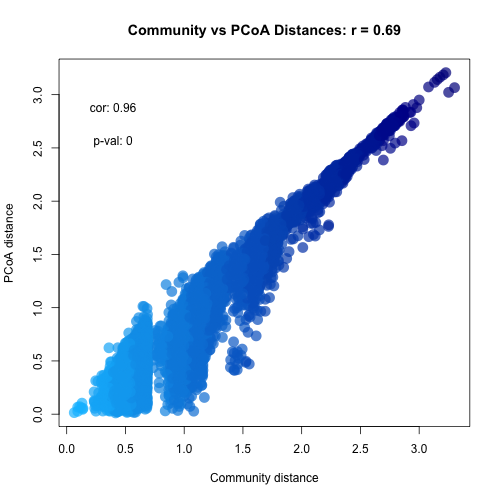 Community vs PCoA Distances: r = 0.69
cor: 0.96
p-val: 0
PCoA distance
0.0
0.5
1.0
1.5
2.0
2.5
3.0
0.0 0.5 1.0 1.5 2.0 2.5 3.0
Community distance